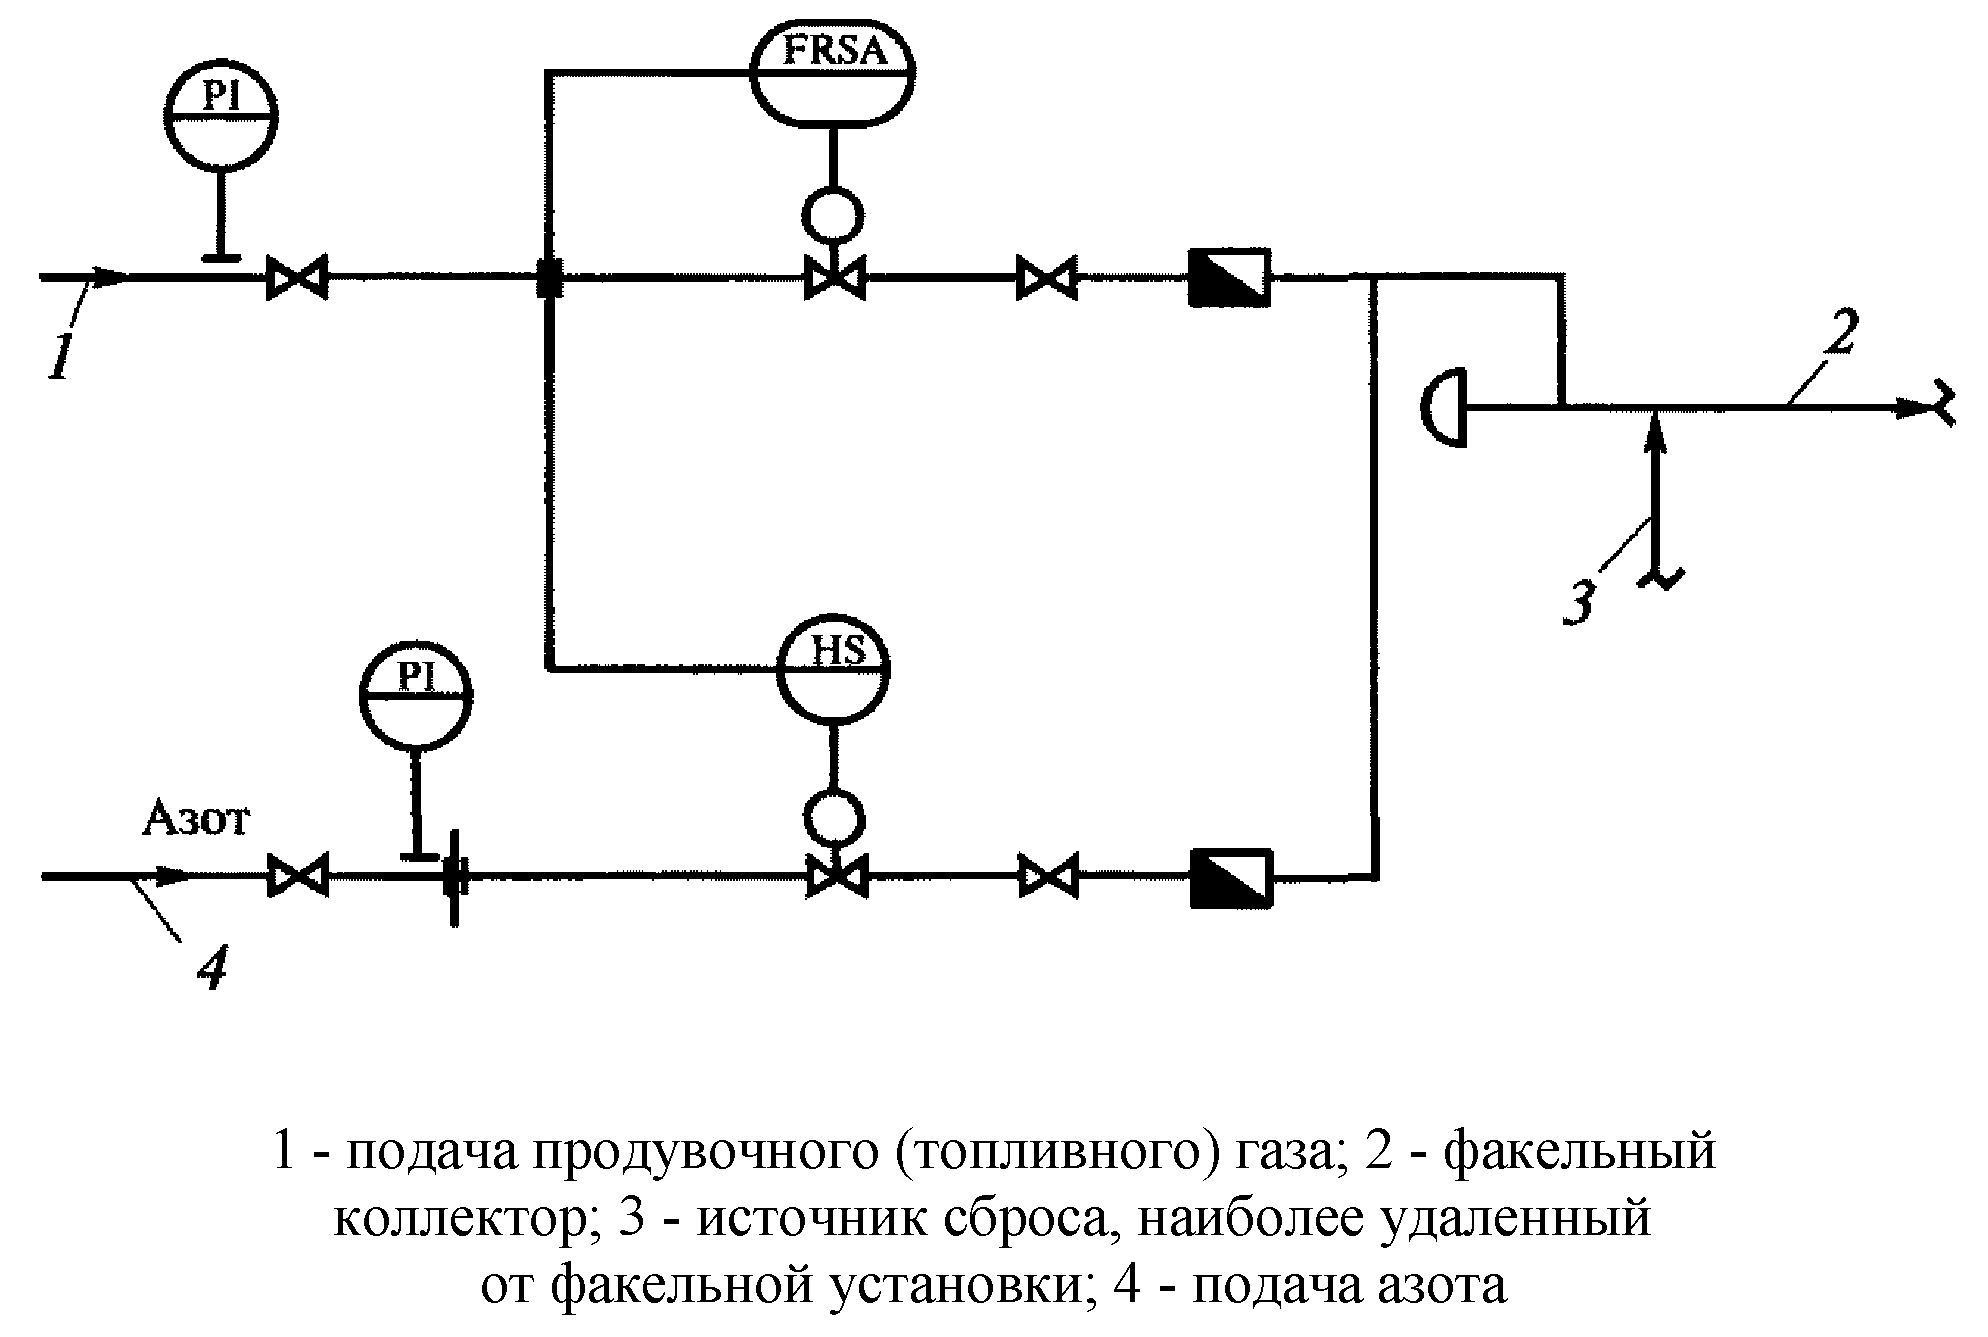 FRSA
PI
1
2
3
HS
PI
Азот
4
1 - подача продувочного (топливного) газа; 2 - факельный
коллектор; 3 - источник сброса, наиболее удаленный
от факельной установки; 4 - подача азота